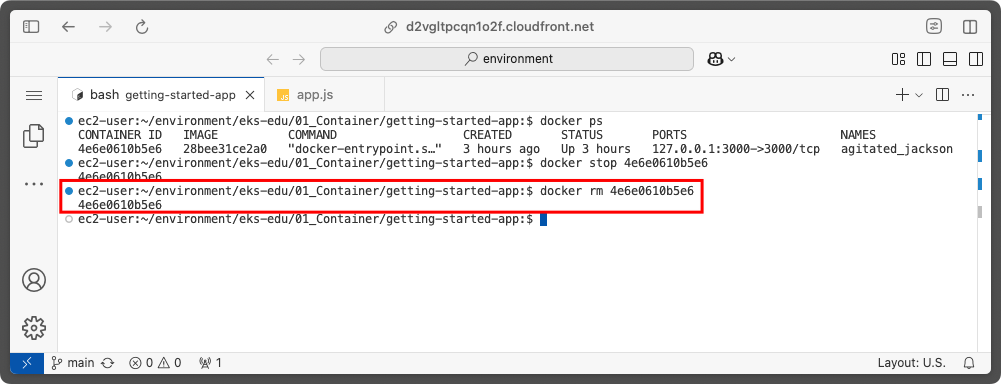 d2vgltpcqn1o2f.cloudfront.net
environment
bash getting-started-app
JS app.js
ec2-user:~/environment/eks-edu/01_Container/getting-started-app:$ docker ps
CONTAINER ID IMAGE COMMAND CREATED STATUS PORTS NAMES
4e6e0610b5e6 28bee31ce2a0 "docker-entrypoint.s…" 3 hours ago Up 3 hours 127.0.0.1:3000->3000/tcp agitated_jackson
ec2-user:~/environment/eks-edu/01_Container/getting-started-app:$ docker stop 4e6e0610b5e6
4e6e0610b5e6
ec2-user:~/environment/eks-edu/01_Container/getting-started-app:$ docker rm 4e6e0610b5e6
4e6e0610b5e6
ec2-user:~/environment/eks-edu/01_Container/getting-started-app:$
main 0 0 1 Layout: U.S.